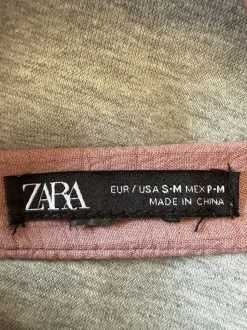 ZARA
EUR / USA S-M MEX P-M
MADE IN CHINA